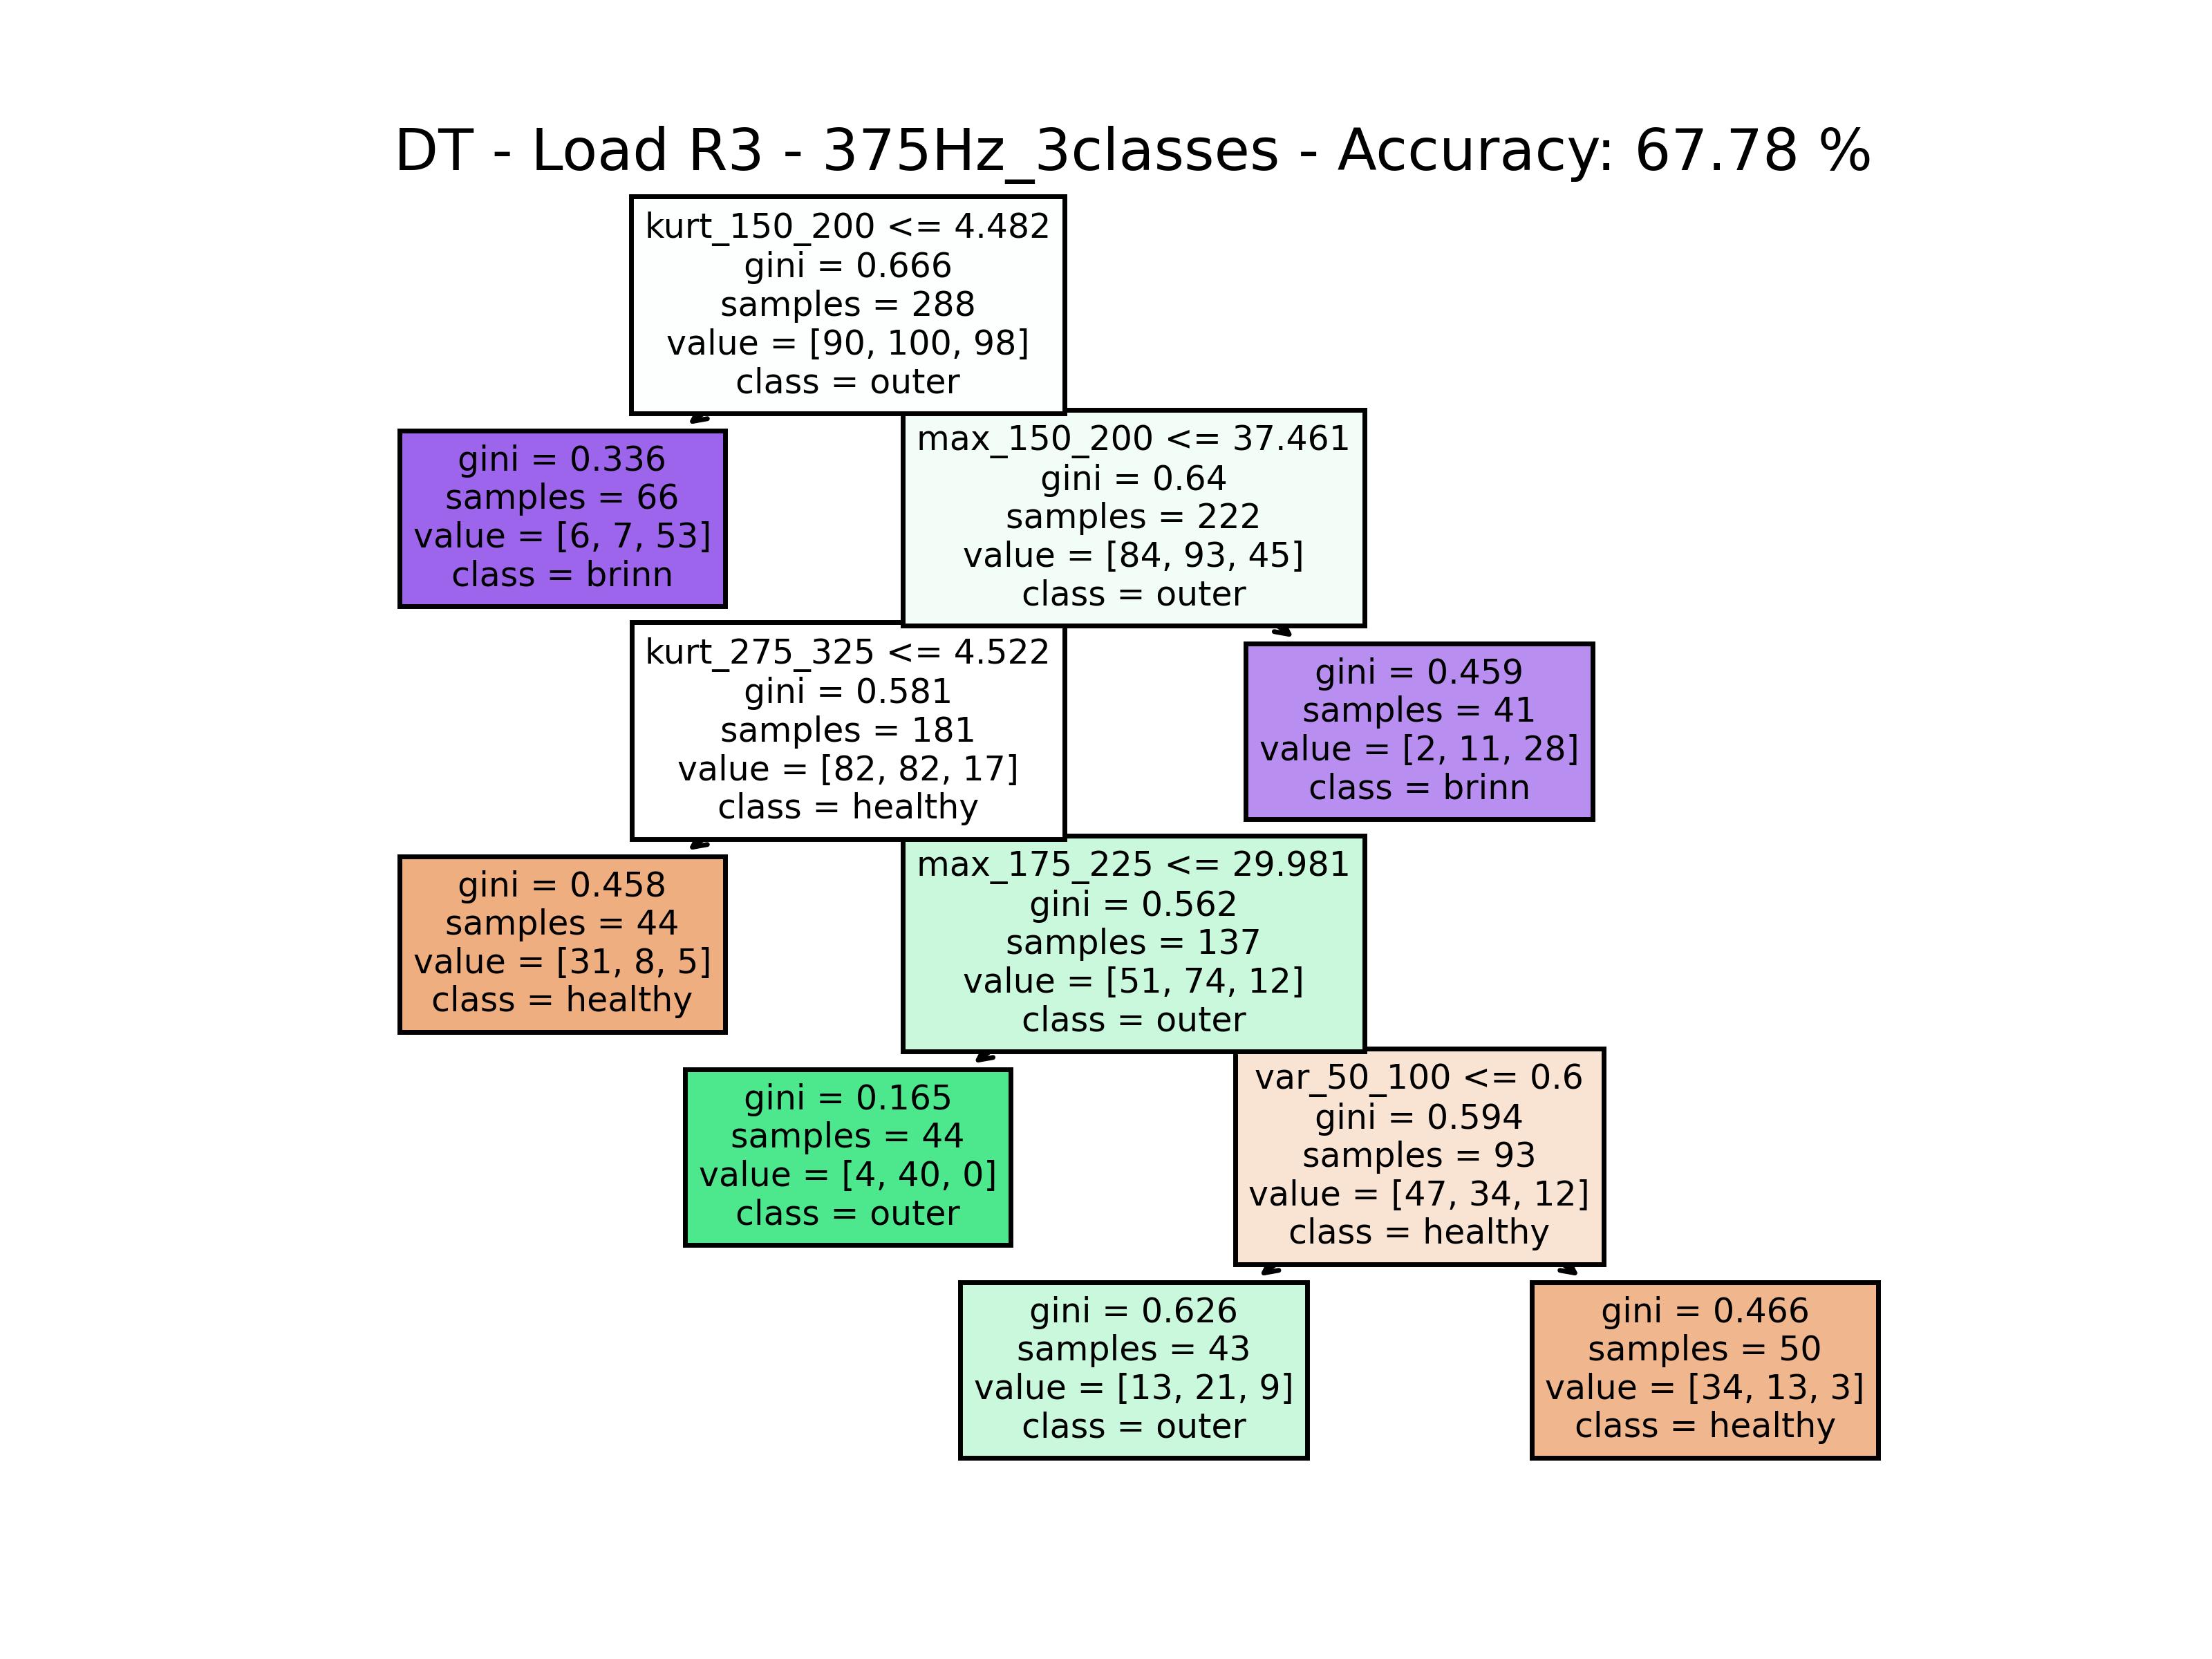 DT - Load R3 - 375Hz_3classes - Accuracy: 67.78 %
kurt_150_200 <= 4.482
gini = 0.666
samples = 288
value = [90, 100, 98]
class = outer
gini = 0.336
samples = 66
value = [6, 7, 53]
class = brinn
max_150_200 <= 37.461
gini = 0.64
samples = 222
value = [84, 93, 45]
class = outer
kurt_275_325 <= 4.522
gini = 0.581
samples = 181
value = [82, 82, 17]
class = healthy
gini = 0.459
samples = 41
value = [2, 11, 28]
class = brinn
gini = 0.458
samples = 44
value = [31, 8, 5]
class = healthy
max_175_225 <= 29.981
gini = 0.562
samples = 137
value = [51, 74, 12]
class = outer
gini = 0.165
samples = 44
value = [4, 40, 0]
class = outer
var_50_100 <= 0.6
gini = 0.594
samples = 93
value = [47, 34, 12]
class = healthy
gini = 0.626
samples = 43
value = [13, 21, 9]
class = outer
gini = 0.466
samples = 50
value = [34, 13, 3]
class = healthy